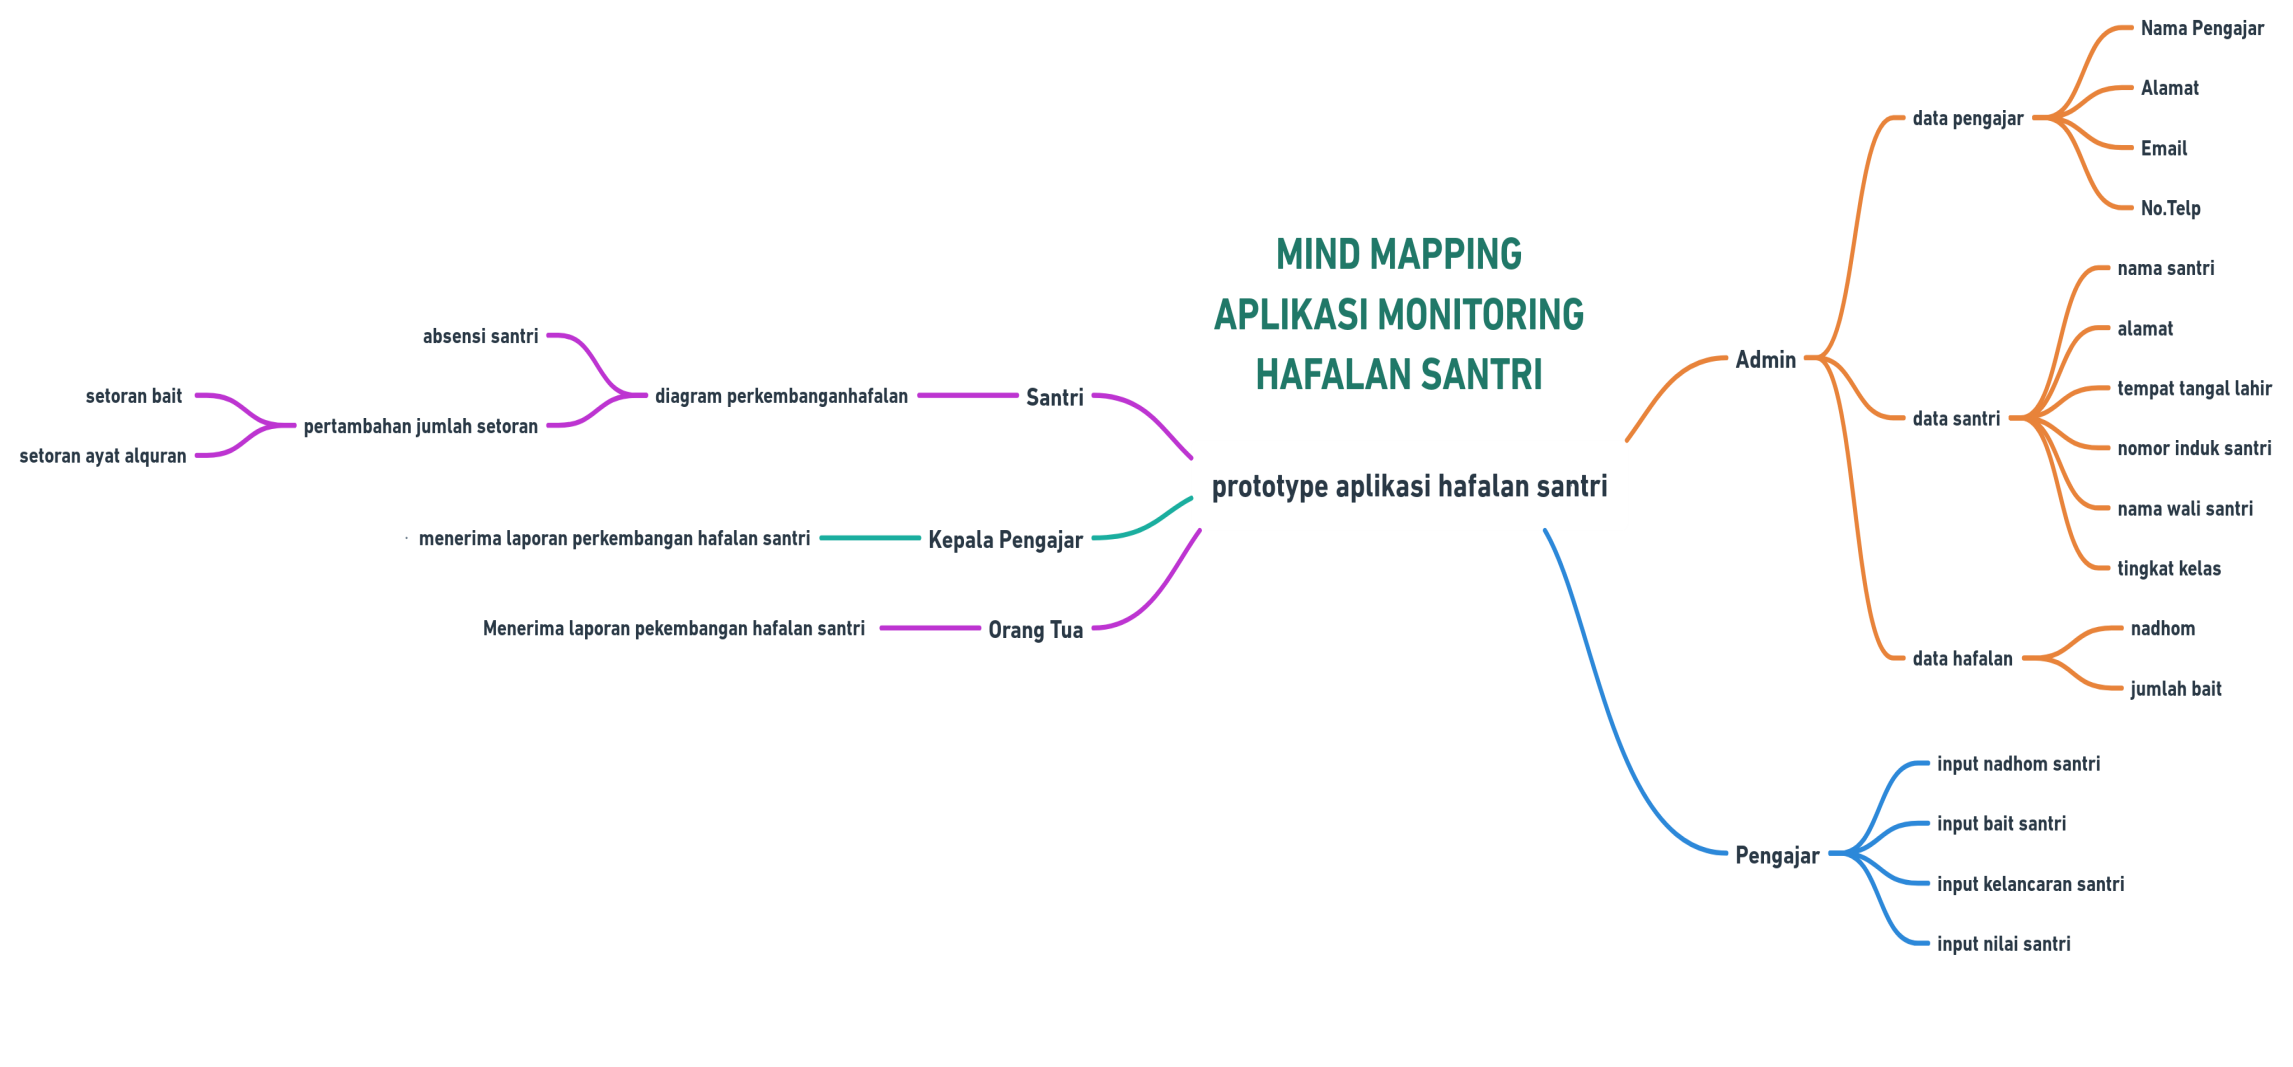 MIND MAPPING
APLIKASI MONITORING
HAFALAN SANTRI
prototype aplikasi hafalan santri
Admin
data pengajar
Nama Pengajar
Alamat
Email
No.Telp
data santri
nama santri
alamat
tempat tangal lahir
nomor induk santri
nama wali santri
tingkat kelas
data hafalan
nadhom
jumlah bait
Pengajar
input nadhom santri
input bait santri
input kelancaran santri
input nilai santri
Santri
diagram perkembanganhafalan
absensi santri
pertambahan jumlah setoran
setoran bait
setoran ayat alquran
Kepala Pengajar
menerima laporan perkembangan hafalan santri
Orang Tua
Menerima laporan pekembangan hafalan santri